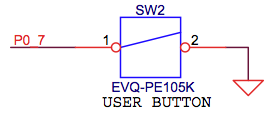 SW2
P0_7
1
2
EVQ-PE105K
USER BUTTON